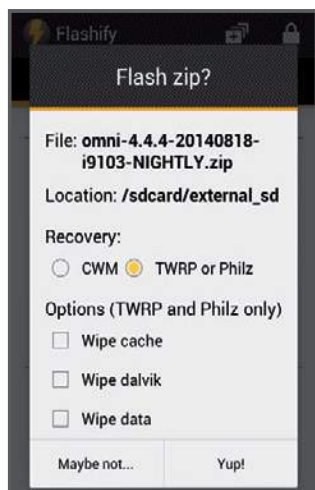 Flashify
Flash zip?
File: omni-4.4.4-20140818-
i9103-NIGHTLY.zip
Location: /sdcard/external_sd
Recovery:
CWM TWRP or Philz
Options (TWRP and Philz only)
Wipe cache
Wipe dalvik
Wipe data
Maybe not... Yup!